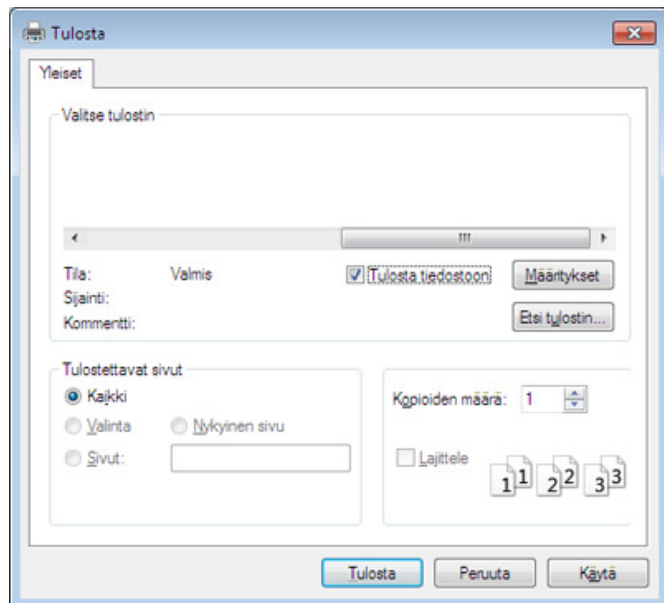 Tulosta
Yleiset
Valitse tulostin
Tila: Valmis
Tulosta tiedostoon
Määritykset
Sijainti:
Kommentti:
Etsi tulostin...
Tulostettavat sivut
Kaikki
Valinta
Nykyinen sivu
Sivut:
Kopioiden määrä: 1
Lajittele
1 1 2 2 3 3
Tulosta
Peruuta
Käytä